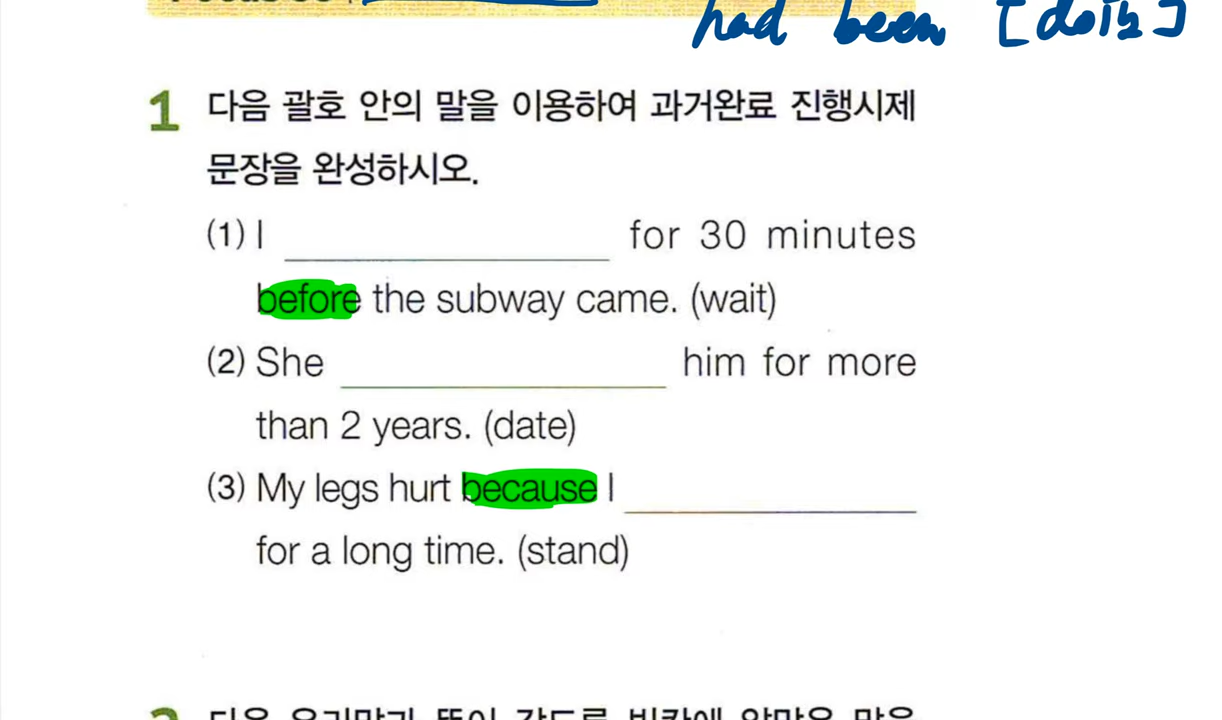 had been [doing]
1 다음 괄호 안의 말을 이용하여 과거완료 진행시제
문장을 완성하시오.
(1) I ____________ for 30 minutes
before the subway came. (wait)
(2) She ____________ him for more
than 2 years. (date)
(3) My legs hurt because I ____________
for a long time. (stand)